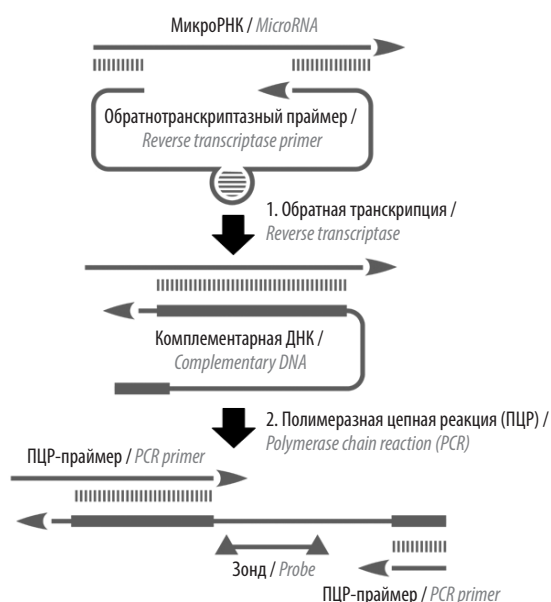 МикроРНК / MicroRNA
Обратнотранскриптазный праймер /
Reverse transcriptase primer
1. Обратная транскрипция /
Reverse transcriptase
Комплементарная ДНК /
Complementary DNA
2. Полимеразная цепная реакция (ПЦР) /
Polymerase chain reaction (PCR)
ПЦР-праймер / PCR primer
Зонд / Probe
ПЦР-праймер / PCR primer